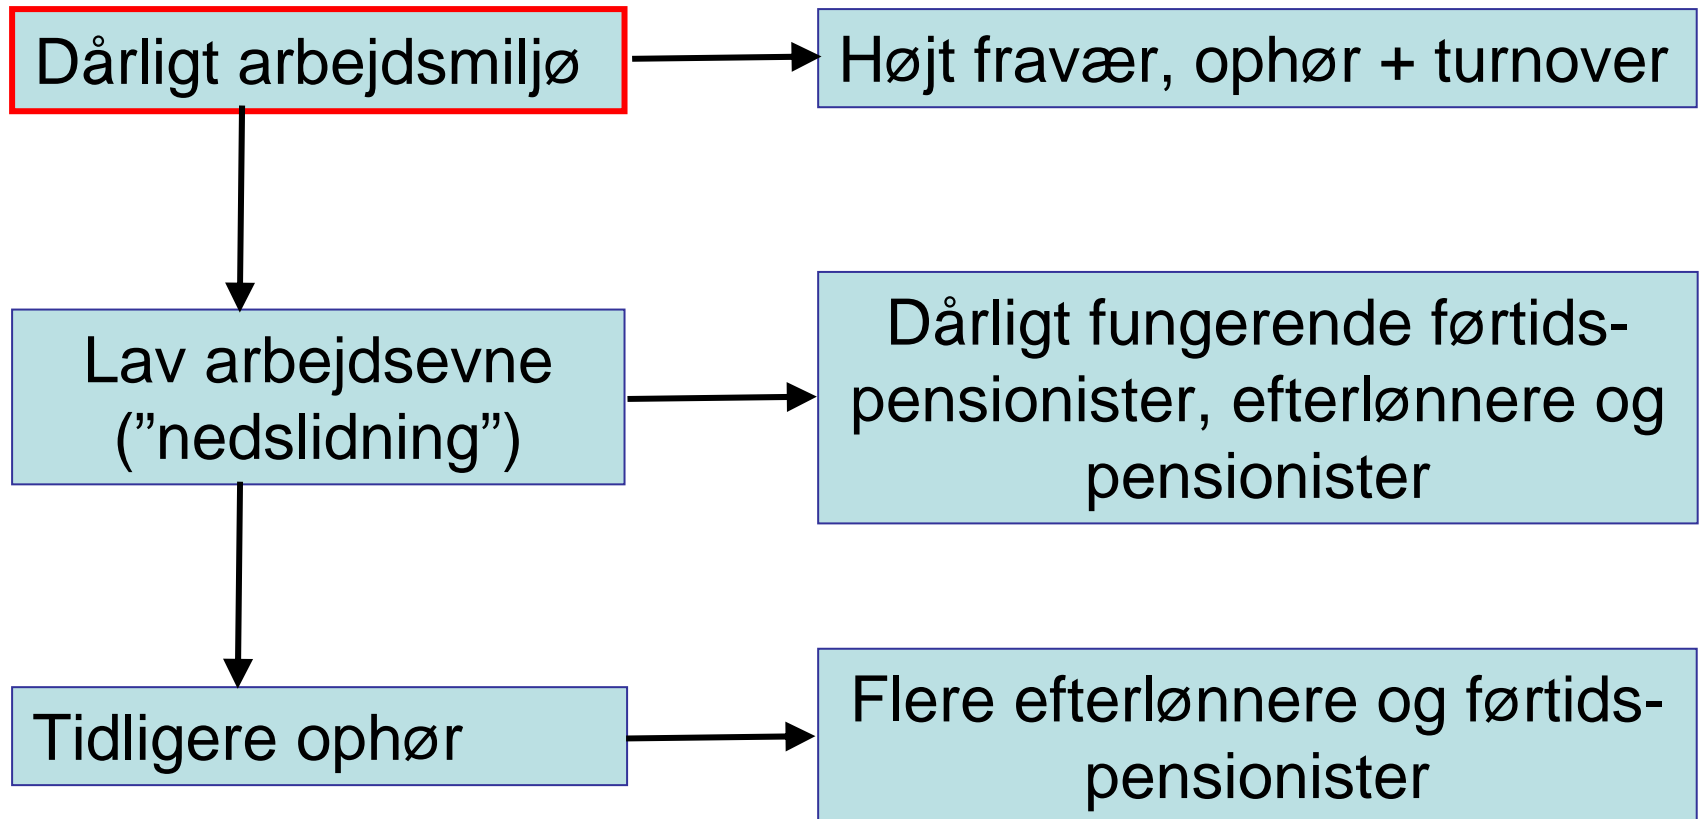 Dårligt arbejdsmiljø
Højt fravær, ophør + turnover
Lav arbejdsevne
(”nedslidning”)
Dårligt fungerende førtids-
pensionister, efterlønnere og
pensionister
Tidligere ophør
Flere efterlønnere og førtids-
pensionister